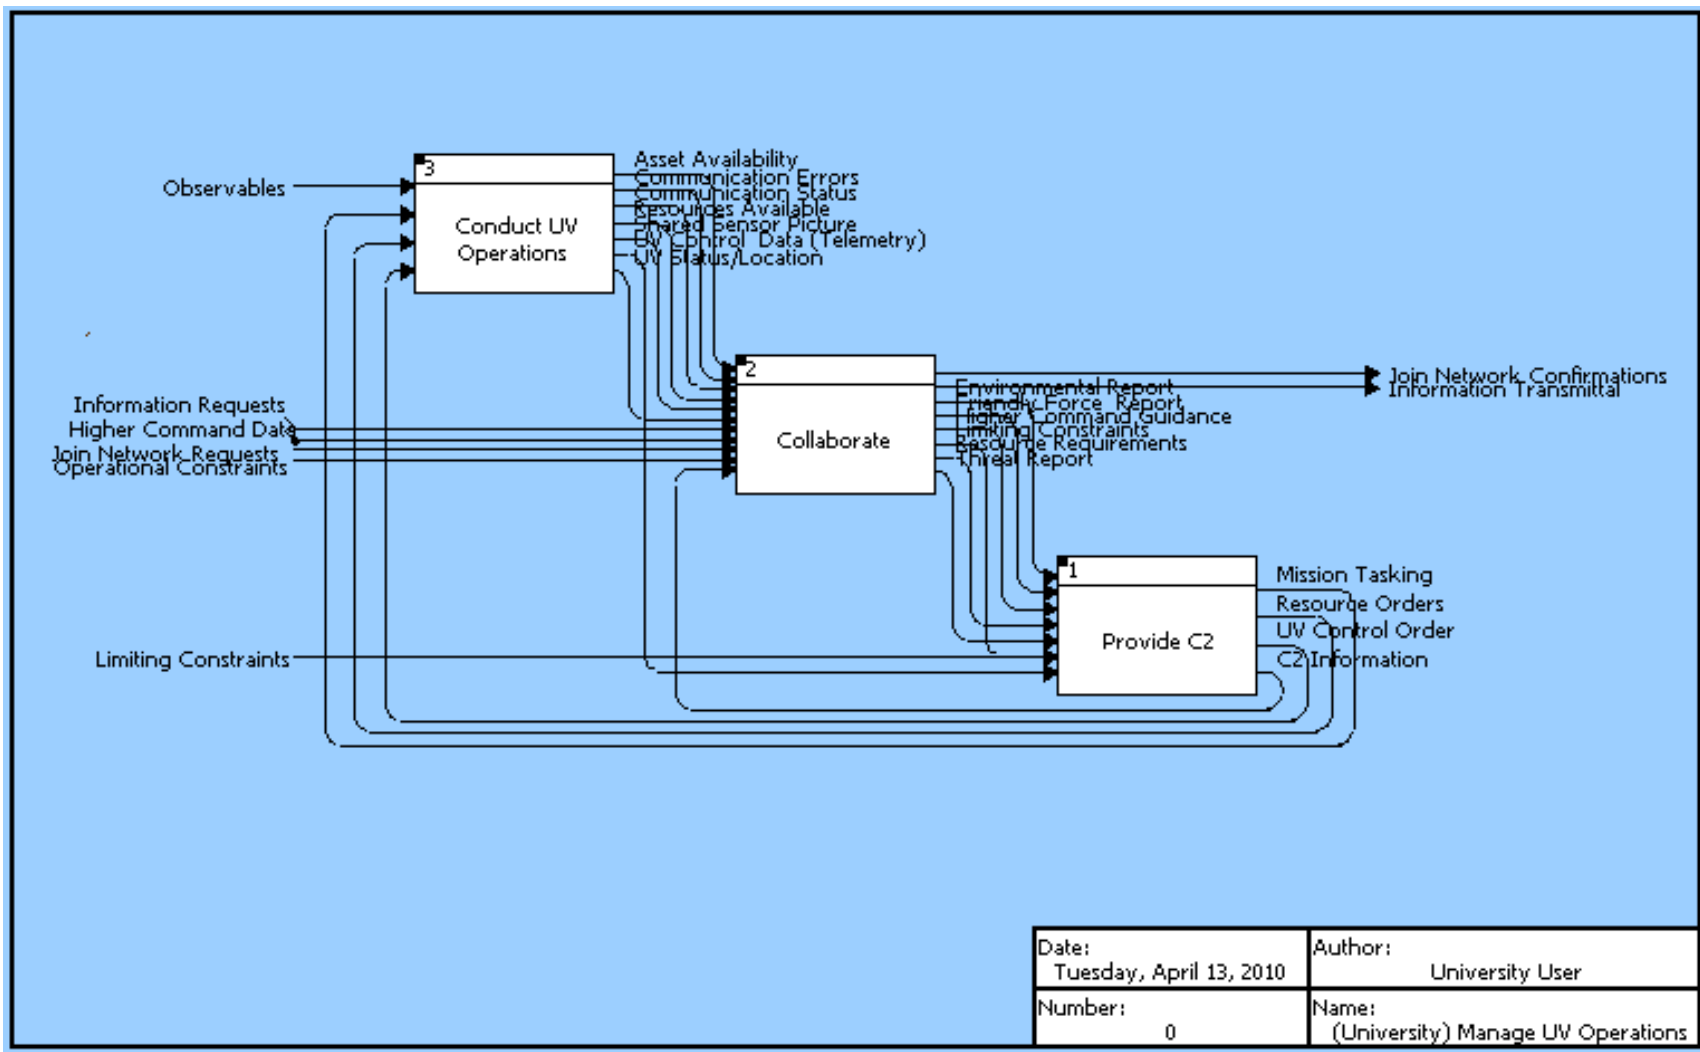 3
Conduct UV
Operations
Observables
Asset Availability
Communication Errors
Communication Status
Resources Available
Shared Sensor Picture
UV Control  Data (Telemetry)
UV Status/Location
2
Collaborate
Information Requests
Higher Command Data
Join Network Requests
Operational Constraints
Join Network Confirmations
Information Transmittal
Environmental Report
Friendly Force  Report
Higher Command Guidance
Limiting Constraints
Resource Requirements
Threat Report
1
Provide C2
Limiting Constraints
Mission Tasking
Resource Orders
UV Control Order
C2 Information
Date:
Tuesday, April 13, 2010
Author:
University User
Number:
0
Name:
(University) Manage UV Operations